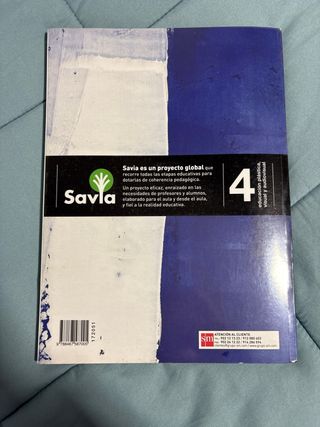 Savia
Savia es un proyecto global que
recorre todas las etapas educativas para
dotarlas de coherencia pedagógica.
Un proyecto eficaz, enraizado en las
necesidades de profesores y alumnos,
elaborado para el aula y desde el aula,
y fiel a la realidad educativa.
4
educación plástica,
visual y audiovisual
172051
sm
ATENCIÓN AL CLIENTE